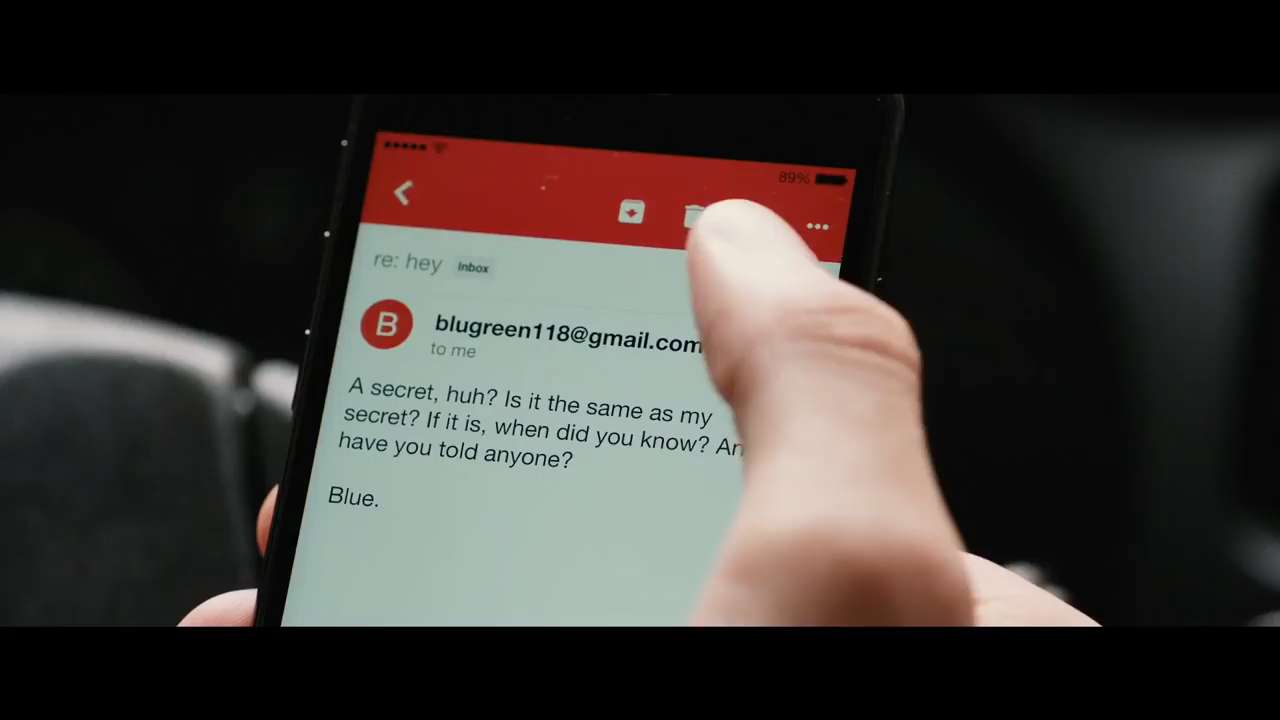 89%
re: hey Inbox
B
blugreen118@gmail.com
to me
A secret, huh? Is it the same as my
secret? If it is, when did you know?
have you told anyone?
Blue.